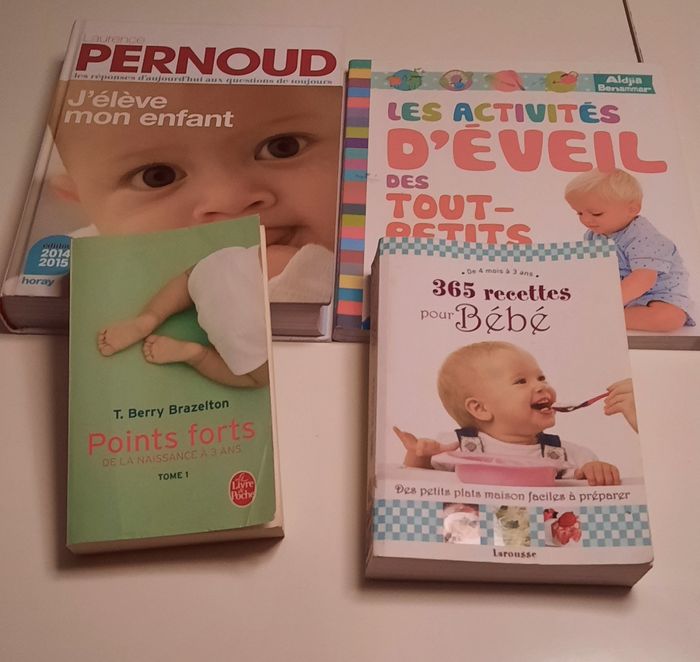 Laurence
PERNOUD
les réponses d'aujourd'hui aux questions de toujours
J'élève
mon enfant
édition
2014
2015
horay
Aldjia
Benammar
LES ACTIVITÉS
D'ÉVEIL
DES
TOUT-
PETITS
T. Berry Brazelton
Points forts
DE LA NAISSANCE À 3 ANS
TOME 1
Le
Livre
de
Poche
• De 4 mois à 3 ans •
365 recettes
pour Bébé
Des petits plats maison faciles à préparer
Larousse